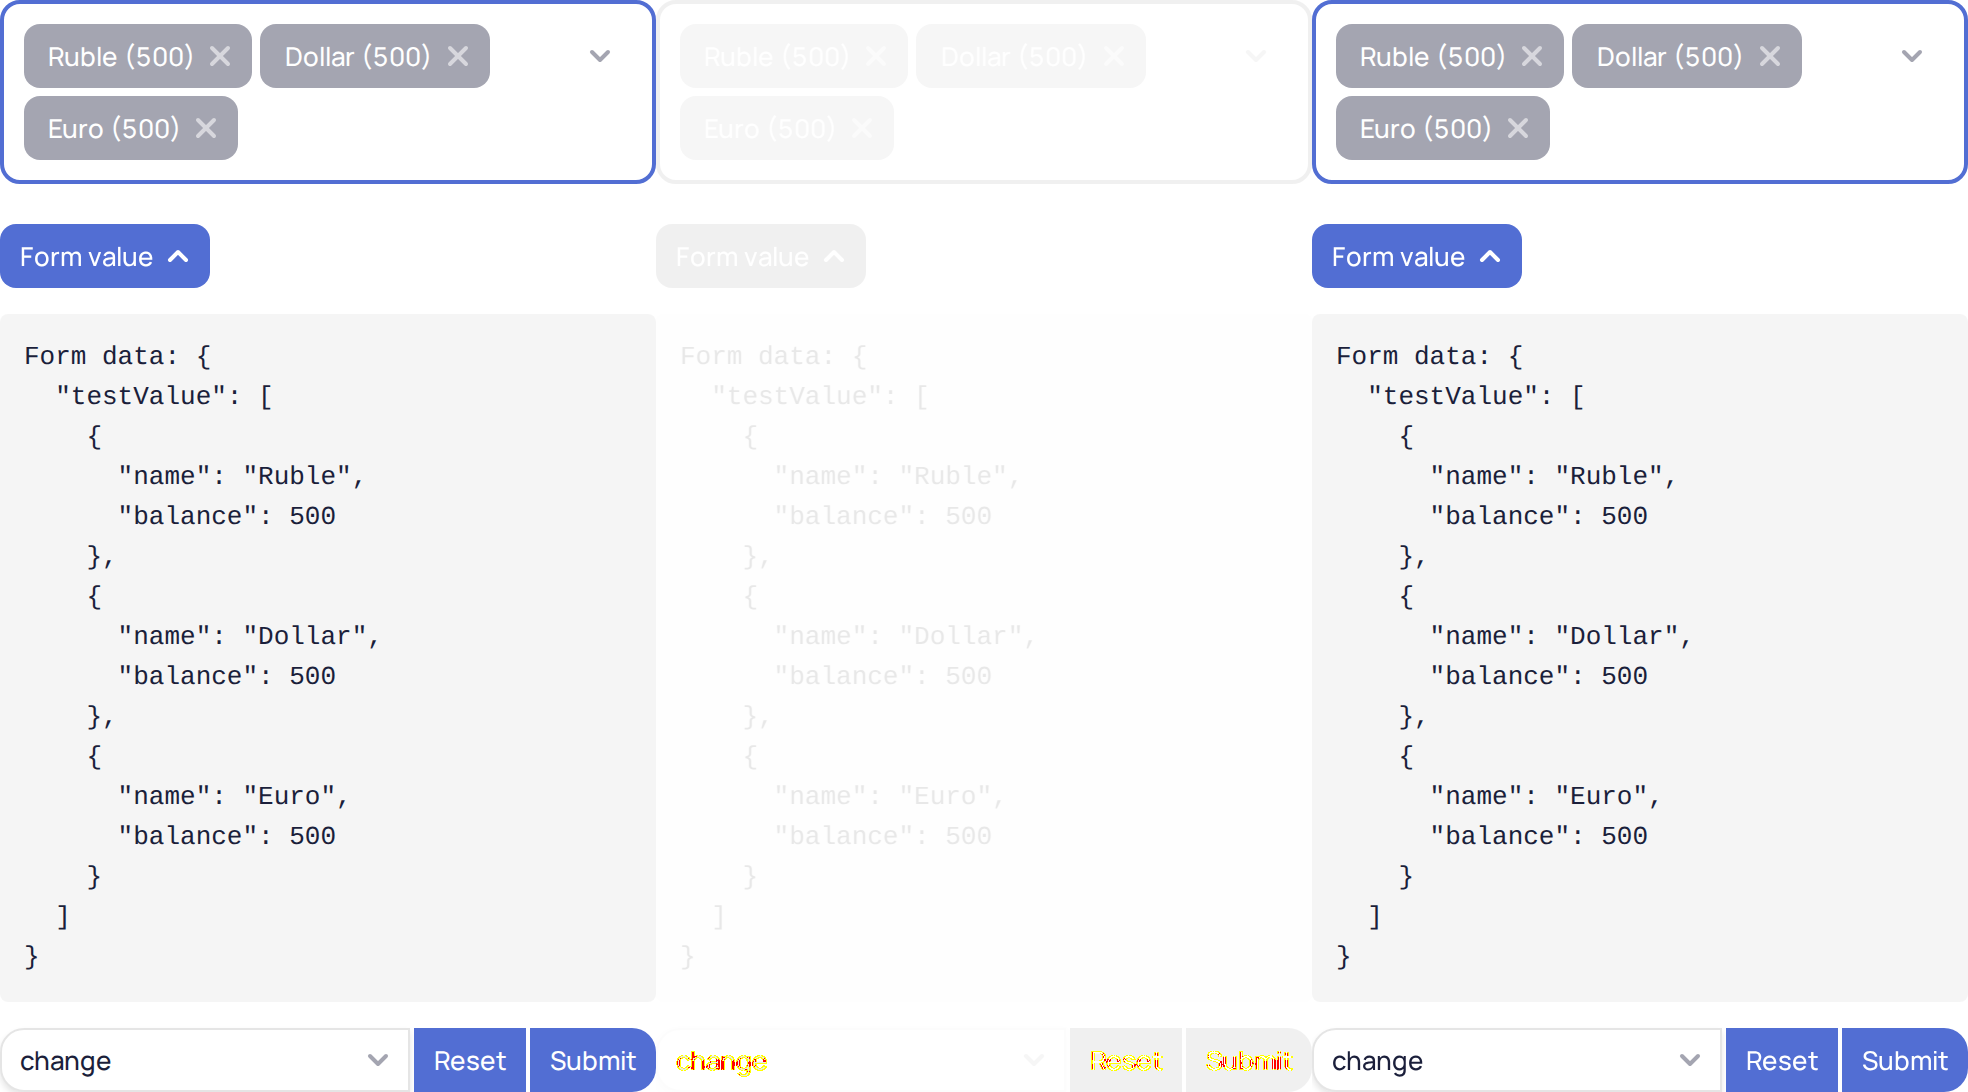 Ruble (500) Dollar (500)
Euro (500)
Form value
Form data: {
  "testValue": [
    {
      "name": "Ruble",
      "balance": 500
    },
    {
      "name": "Dollar",
      "balance": 500
    },
    {
      "name": "Euro",
      "balance": 500
    }
  ]
}
change Reset Submit
Ruble (500) Dollar (500)
Euro (500)
Form value
Form data: {
  "testValue": [
    {
      "name": "Ruble",
      "balance": 500
    },
    {
      "name": "Dollar",
      "balance": 500
    },
    {
      "name": "Euro",
      "balance": 500
    }
  ]
}
change Reset Submit
Ruble (500) Dollar (500)
Euro (500)
Form value
Form data: {
  "testValue": [
    {
      "name": "Ruble",
      "balance": 500
    },
    {
      "name": "Dollar",
      "balance": 500
    },
    {
      "name": "Euro",
      "balance": 500
    }
  ]
}
change Reset Submit